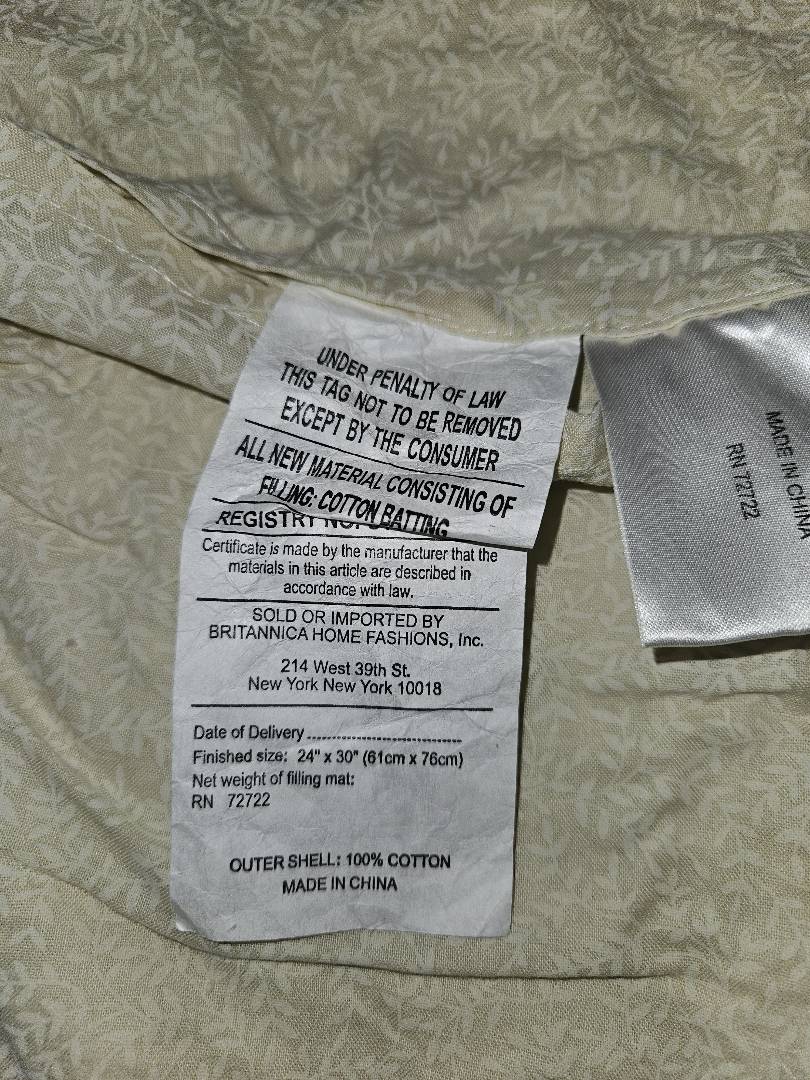 UNDER PENALTY OF LAW
THIS TAG NOT TO BE REMOVED
EXCEPT BY THE CONSUMER
ALL NEW MATERIAL CONSISTING OF
FILLING: COTTON BATTING
REGISTRY
Certificate is made by the manufacturer that the
materials in this article are described in
accordance with law.
SOLD OR IMPORTED BY
BRITANNICA HOME FASHIONS, Inc.
214 West 39th St.
New York New York 10018
Date of Delivery
Finished size: 24" x 30" (61cm x 76cm)
Net weight of filling mat:
RN 72722
OUTER SHELL: 100% COTTON
MADE IN CHINA
MADE IN CHINA
RN 72722